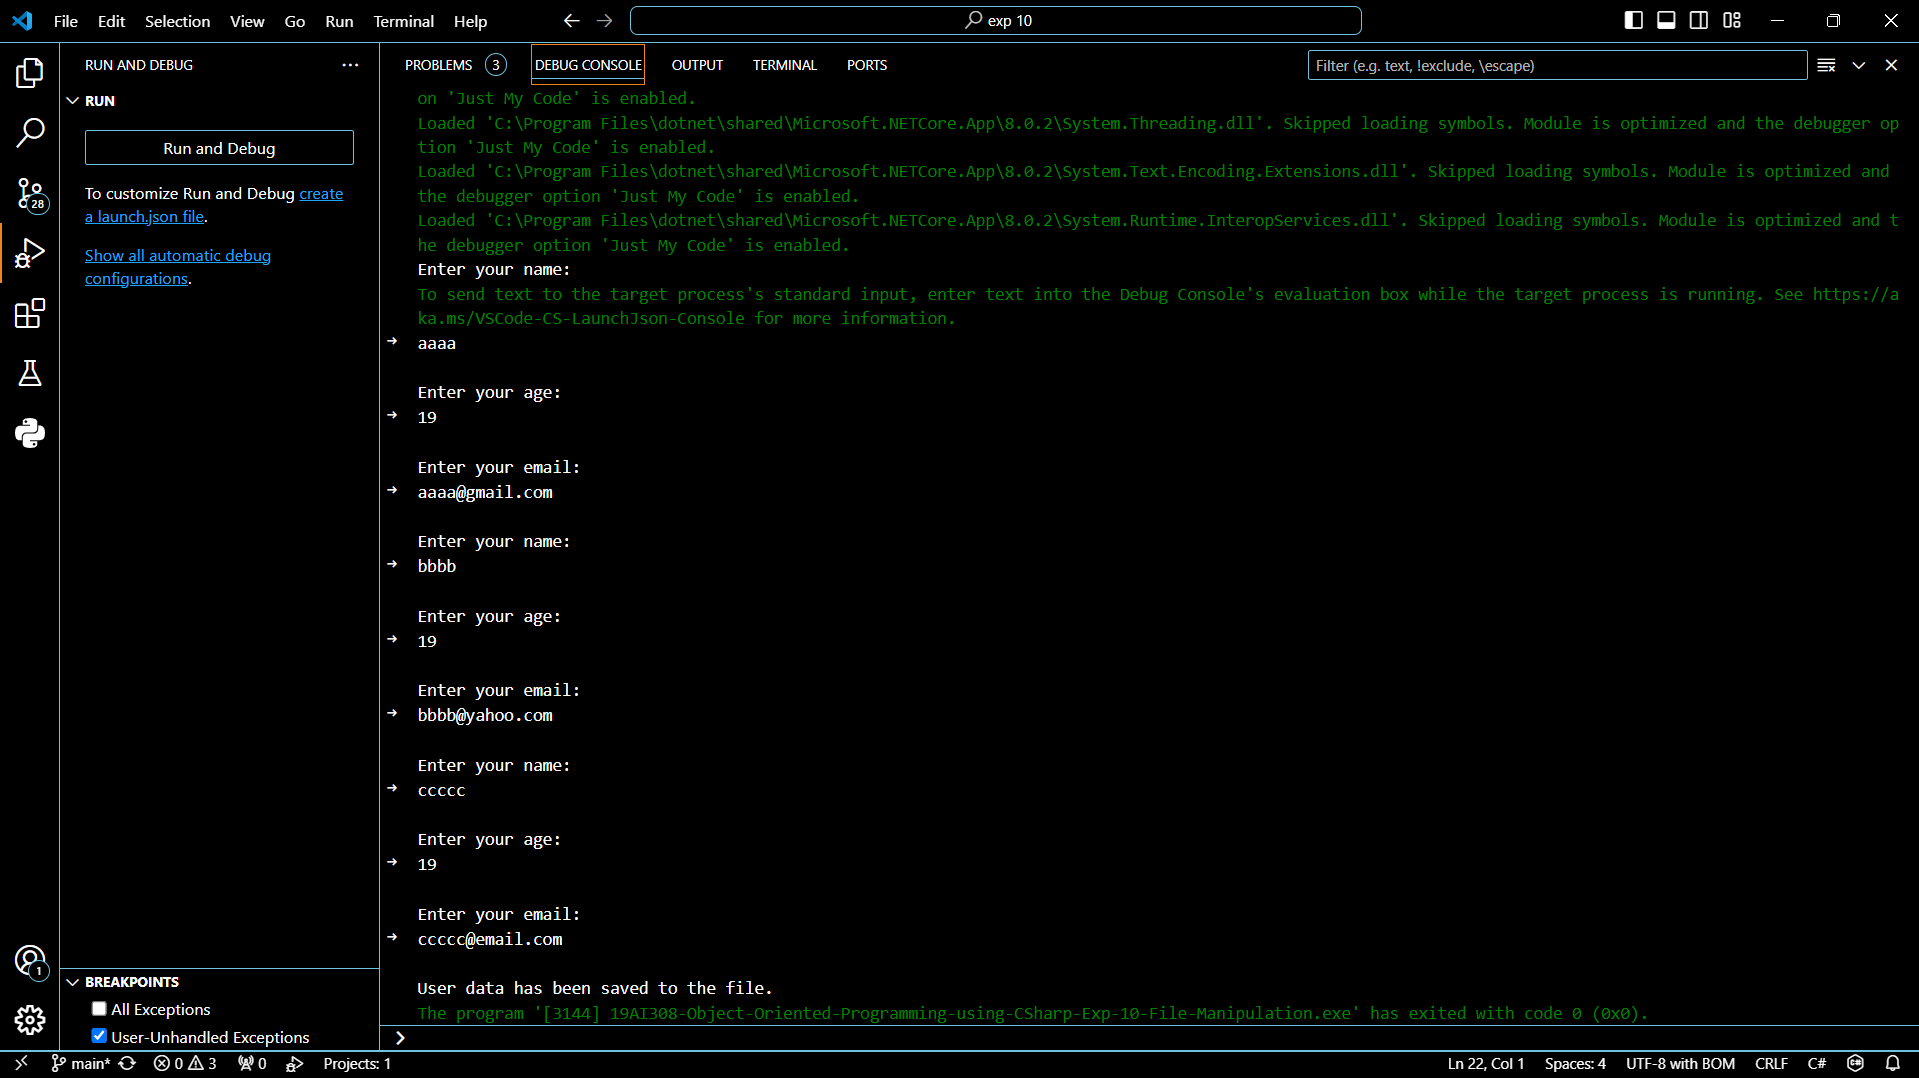 File Edit Selection View Go Run Terminal Help
exp 10
RUN AND DEBUG
RUN
Run and Debug
To customize Run and Debug create
a launch.json file.
Show all automatic debug
configurations.
28
1
BREAKPOINTS
All Exceptions
User-Unhandled Exceptions
PROBLEMS 3 DEBUG CONSOLE OUTPUT TERMINAL PORTS
Filter (e.g. text, !exclude, \escape)
on 'Just My Code' is enabled.
Loaded 'C:\Program Files\dotnet\shared\Microsoft.NETCore.App\8.0.2\System.Threading.dll'. Skipped loading symbols. Module is optimized and the debugger op
tion 'Just My Code' is enabled.
Loaded 'C:\Program Files\dotnet\shared\Microsoft.NETCore.App\8.0.2\System.Text.Encoding.Extensions.dll'. Skipped loading symbols. Module is optimized and
the debugger option 'Just My Code' is enabled.
Loaded 'C:\Program Files\dotnet\shared\Microsoft.NETCore.App\8.0.2\System.Runtime.InteropServices.dll'. Skipped loading symbols. Module is optimized and t
he debugger option 'Just My Code' is enabled.
Enter your name:
To send text to the target process's standard input, enter text into the Debug Console's evaluation box while the target process is running. See https://a
ka.ms/VSCode-CS-LaunchJson-Console for more information.
→ aaaa
Enter your age:
→ 19
Enter your email:
→ aaaa@gmail.com
Enter your name:
→ bbbb
Enter your age:
→ 19
Enter your email:
→ bbbb@yahoo.com
Enter your name:
→ ccccc
Enter your age:
→ 19
Enter your email:
→ ccccc@email.com
User data has been saved to the file.
The program '[3144] 19AI308-Object-Oriented-Programming-using-CSharp-Exp-10-File-Manipulation.exe' has exited with code 0 (0x0).
main* 0 3 0 Projects: 1 Ln 22, Col 1 Spaces: 4 UTF-8 with BOM CRLF C#